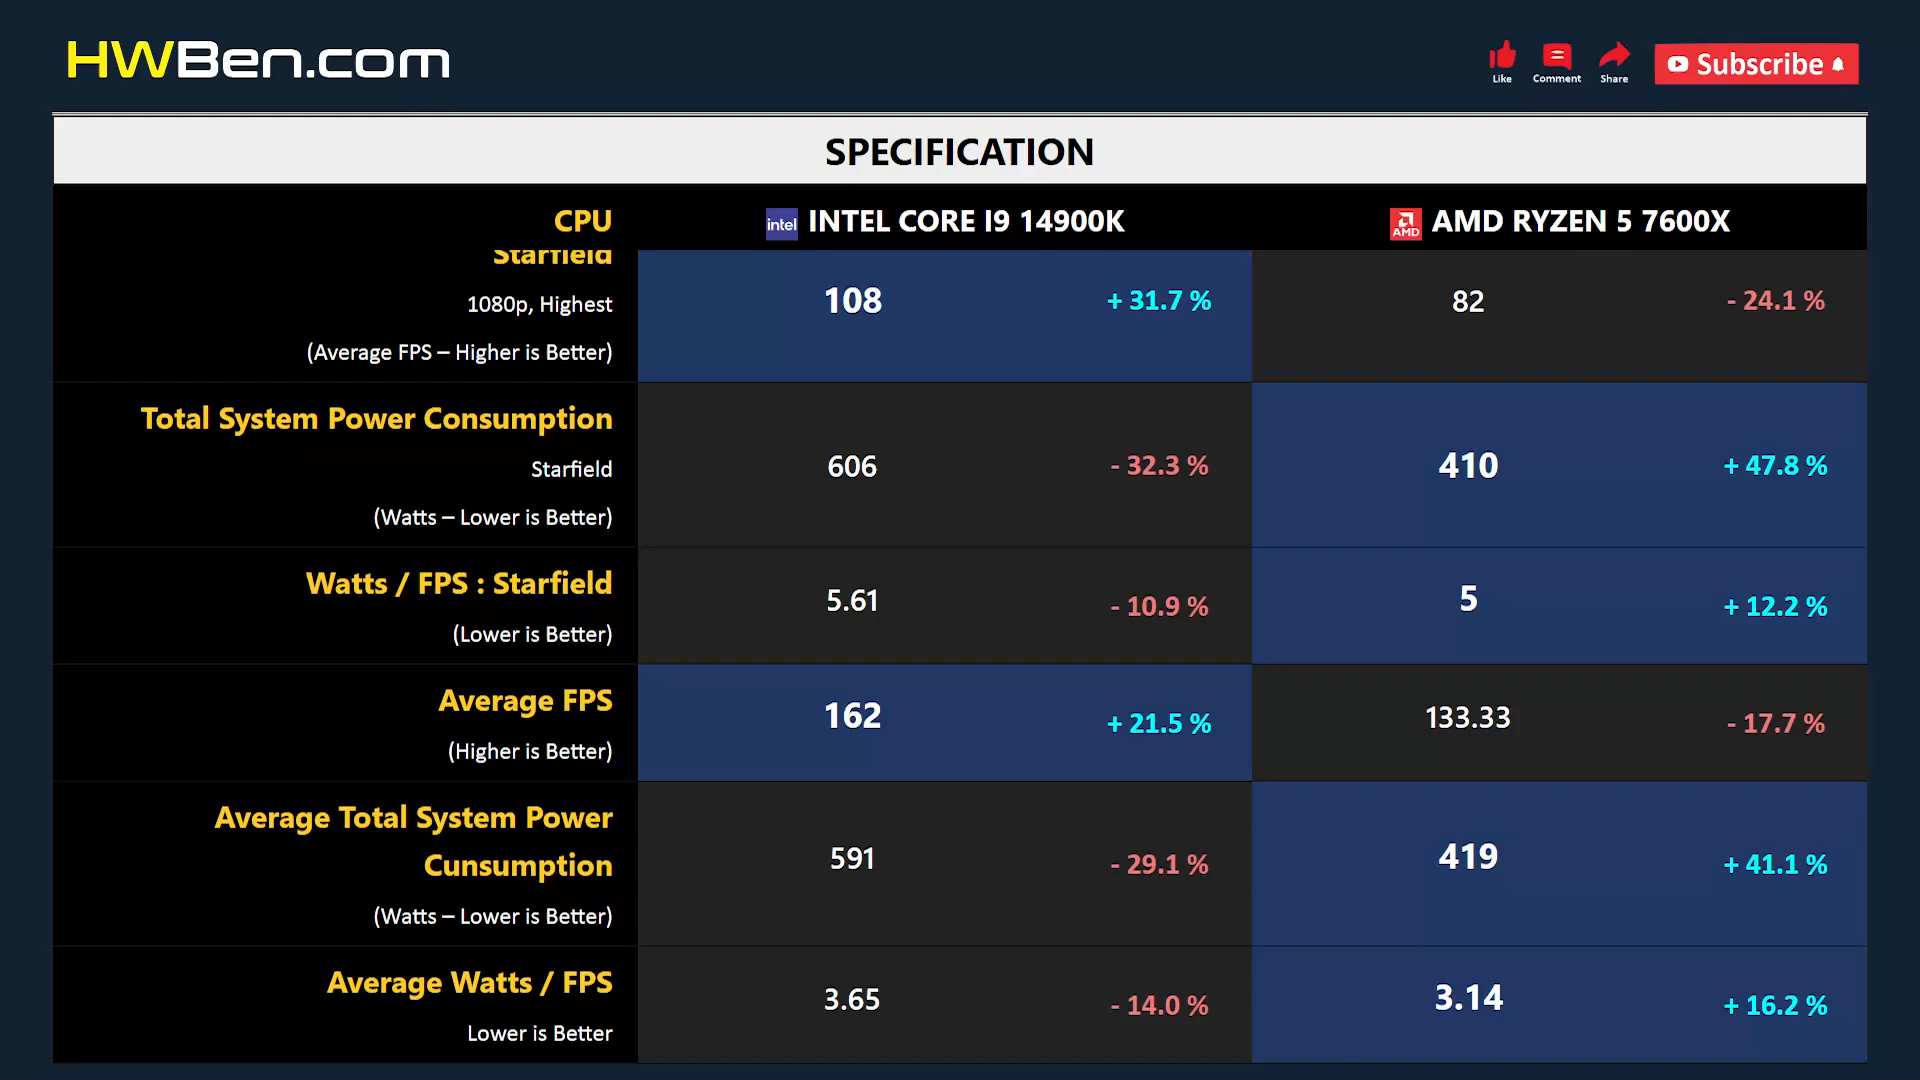 HWBen.com
Like
Comment
Share
Subscribe
SPECIFICATION
CPU
intel INTEL CORE I9 14900K
AMD AMD RYZEN 5 7600X
Starfield
1080p, Highest
(Average FPS – Higher is Better)
108
+ 31.7 %
82
- 24.1 %
Total System Power Consumption
Starfield
(Watts – Lower is Better)
606
- 32.3 %
410
+ 47.8 %
Watts / FPS : Starfield
(Lower is Better)
5.61
- 10.9 %
5
+ 12.2 %
Average FPS
(Higher is Better)
162
+ 21.5 %
133.33
- 17.7 %
Average Total System Power
Cunsumption
(Watts – Lower is Better)
591
- 29.1 %
419
+ 41.1 %
Average Watts / FPS
Lower is Better
3.65
- 14.0 %
3.14
+ 16.2 %